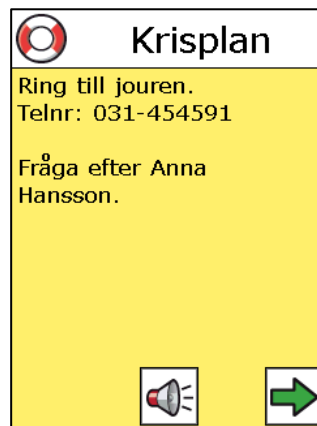 Krisplan
Ring till jouren.
Telnr: 031-454591
Fråga efter Anna
Hansson.